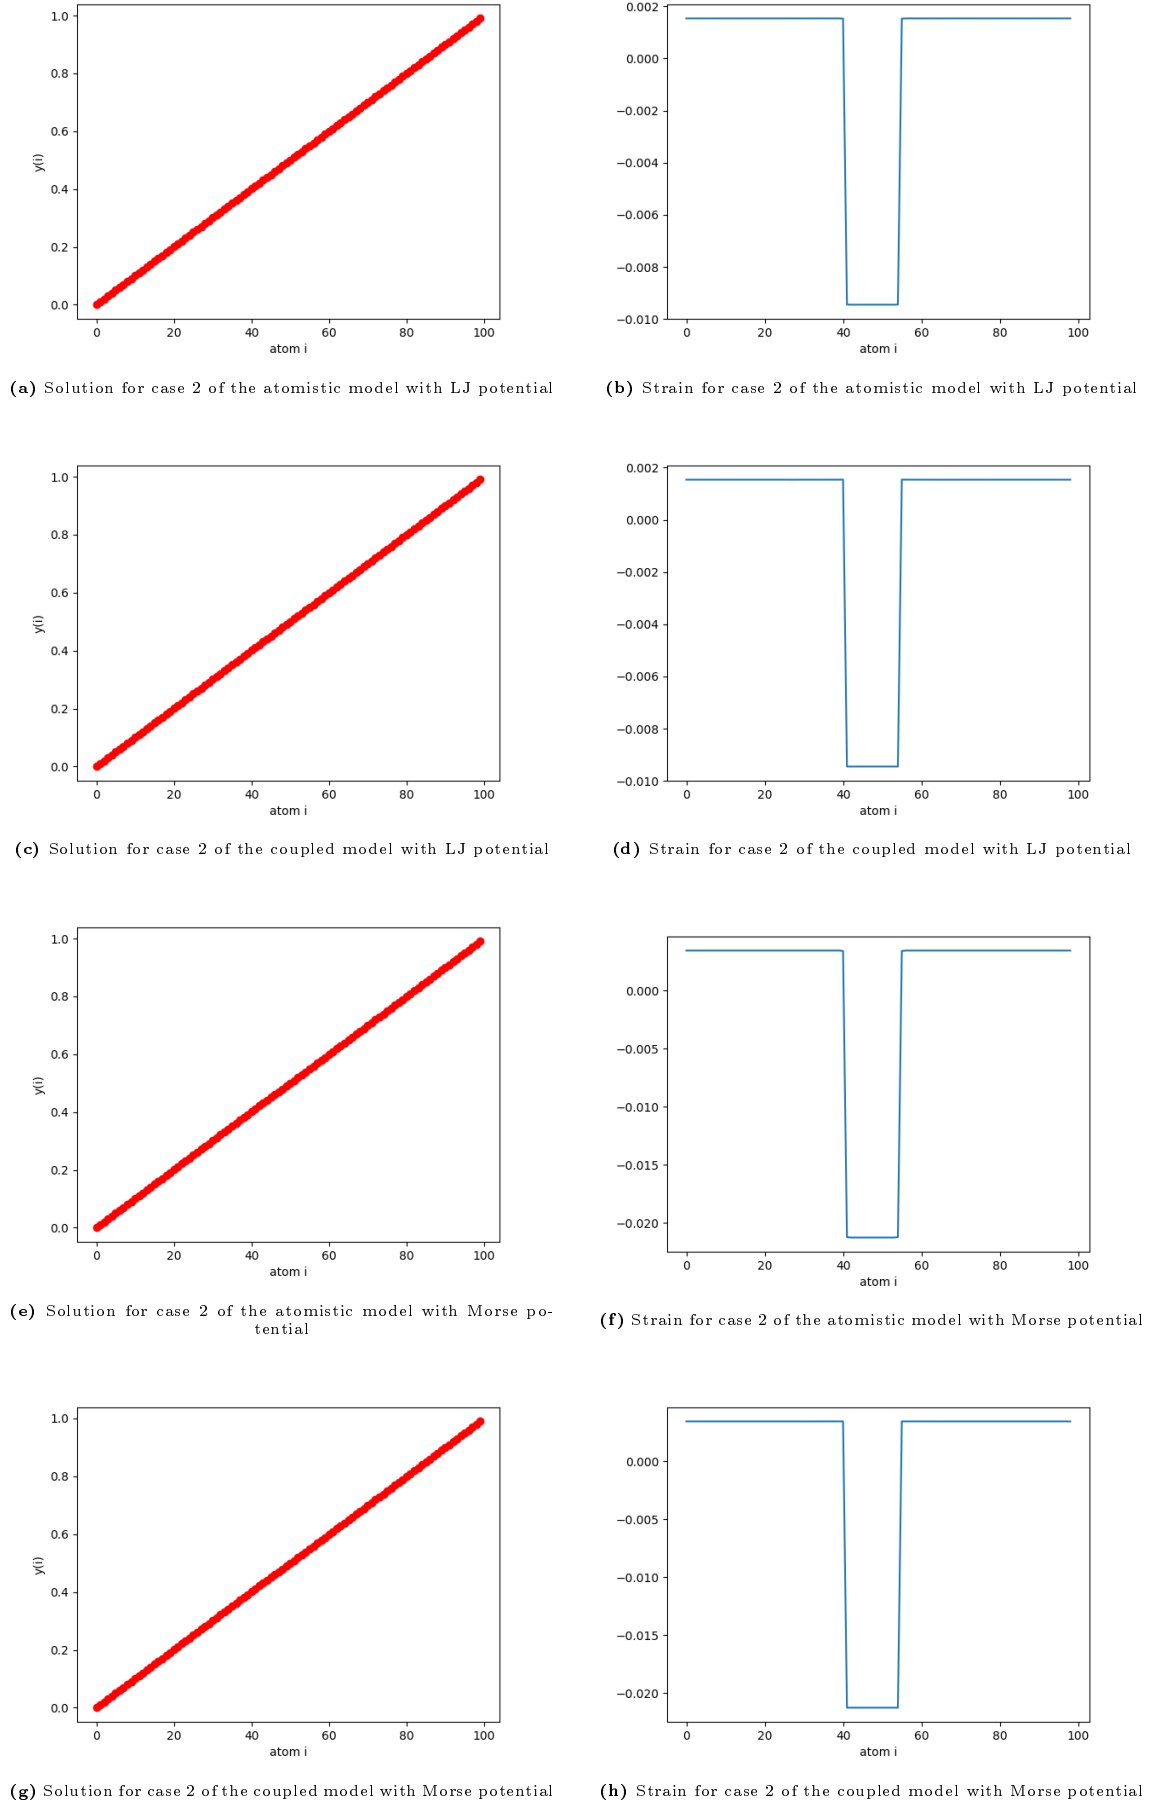 1.0
0.8
0.6
0.4
0.2
0.0
y(i)
0 20 40 60 80 100
atom i
0.002
0.000
−0.002
−0.004
−0.006
−0.008
−0.010
0 20 40 60 80 100
atom i
(a) Solution for case 2 of the atomistic model with LJ potential
(b) Strain for case 2 of the atomistic model with LJ potential
1.0
0.8
0.6
0.4
0.2
0.0
y(i)
0 20 40 60 80 100
atom i
0.002
0.000
−0.002
−0.004
−0.006
−0.008
−0.010
0 20 40 60 80 100
atom i
(c) Solution for case 2 of the coupled model with LJ potential
(d) Strain for case 2 of the coupled model with LJ potential
1.0
0.8
0.6
0.4
0.2
0.0
y(i)
0 20 40 60 80 100
atom i
0.000
−0.005
−0.010
−0.015
−0.020
0 20 40 60 80 100
atom i
(e) Solution for case 2 of the atomistic model with Morse po-
tential
(f) Strain for case 2 of the atomistic model with Morse potential
1.0
0.8
0.6
0.4
0.2
0.0
y(i)
0 20 40 60 80 100
atom i
0.000
−0.005
−0.010
−0.015
−0.020
0 20 40 60 80 100
atom i
(g) Solution for case 2 of the coupled model with Morse potential
(h) Strain for case 2 of the coupled model with Morse potential